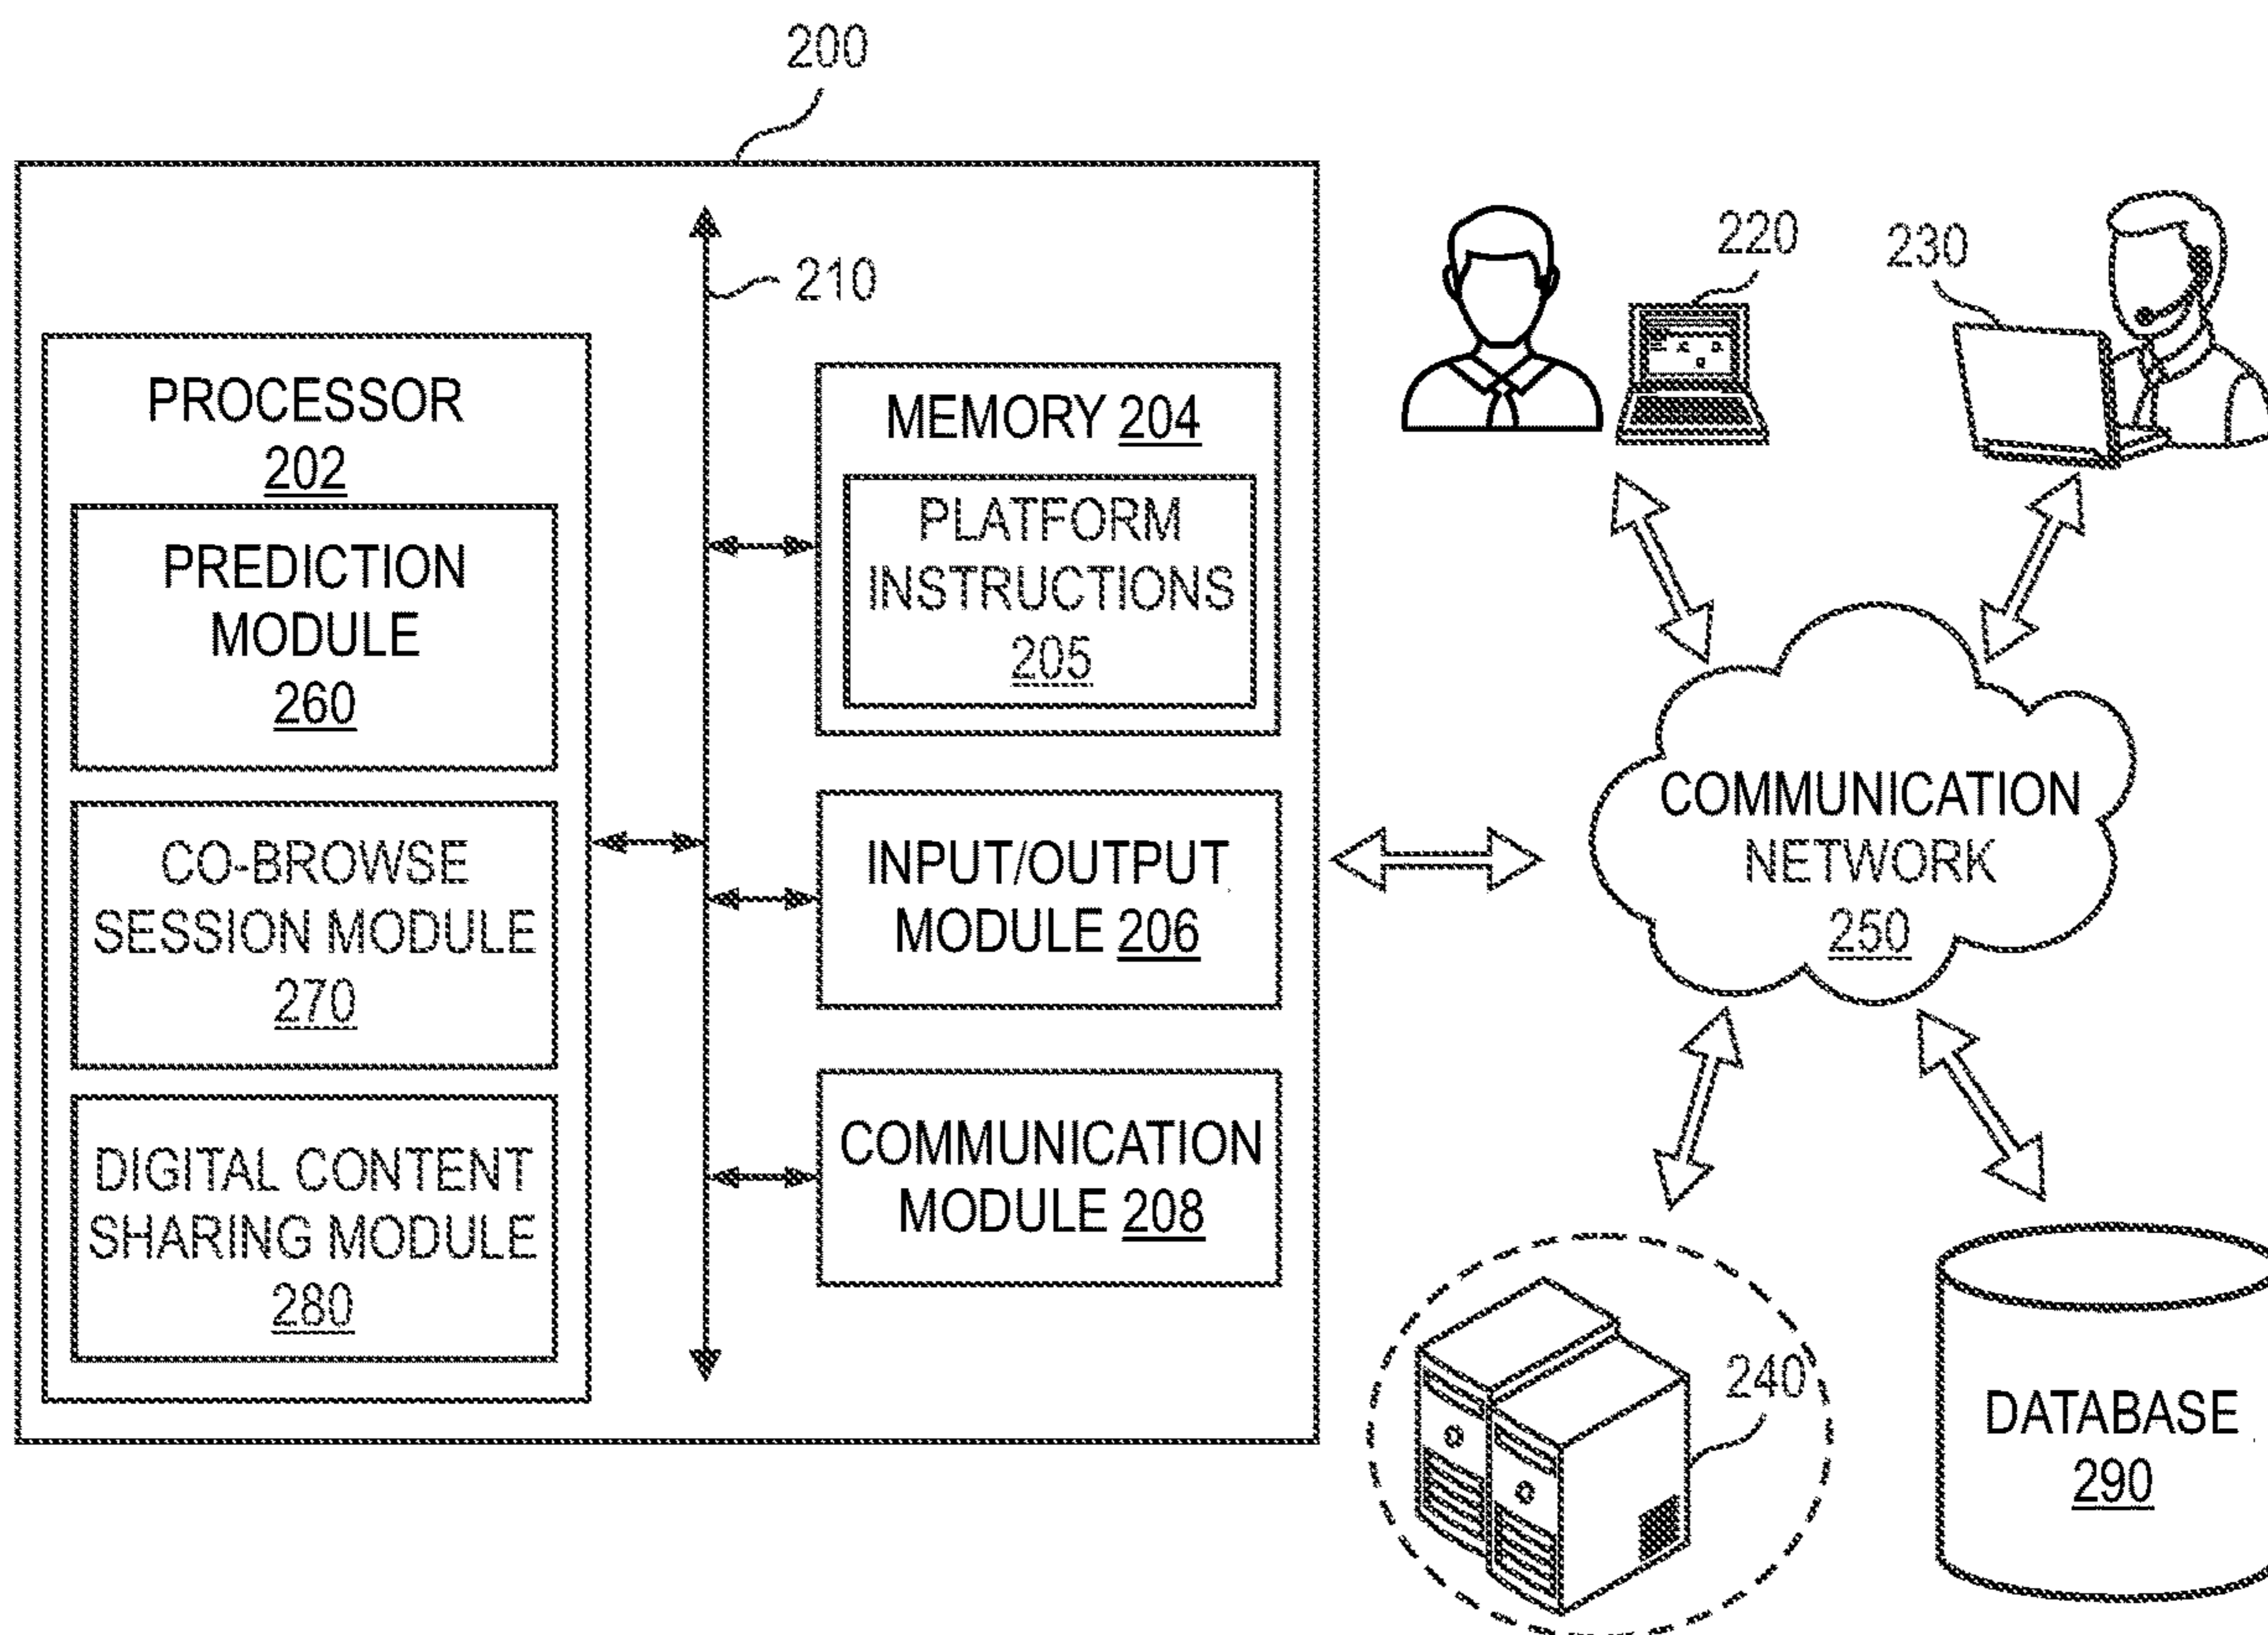 200
210
PROCESSOR
202
PREDICTION
MODULE
260
CO-BROWSE
SESSION MODULE
270
DIGITAL CONTENT
SHARING MODULE
280
MEMORY 204
PLATFORM
INSTRUCTIONS
205
INPUT/OUTPUT
MODULE 206
COMMUNICATION
MODULE 208
220
230
COMMUNICATION
NETWORK
250
240
DATABASE
290